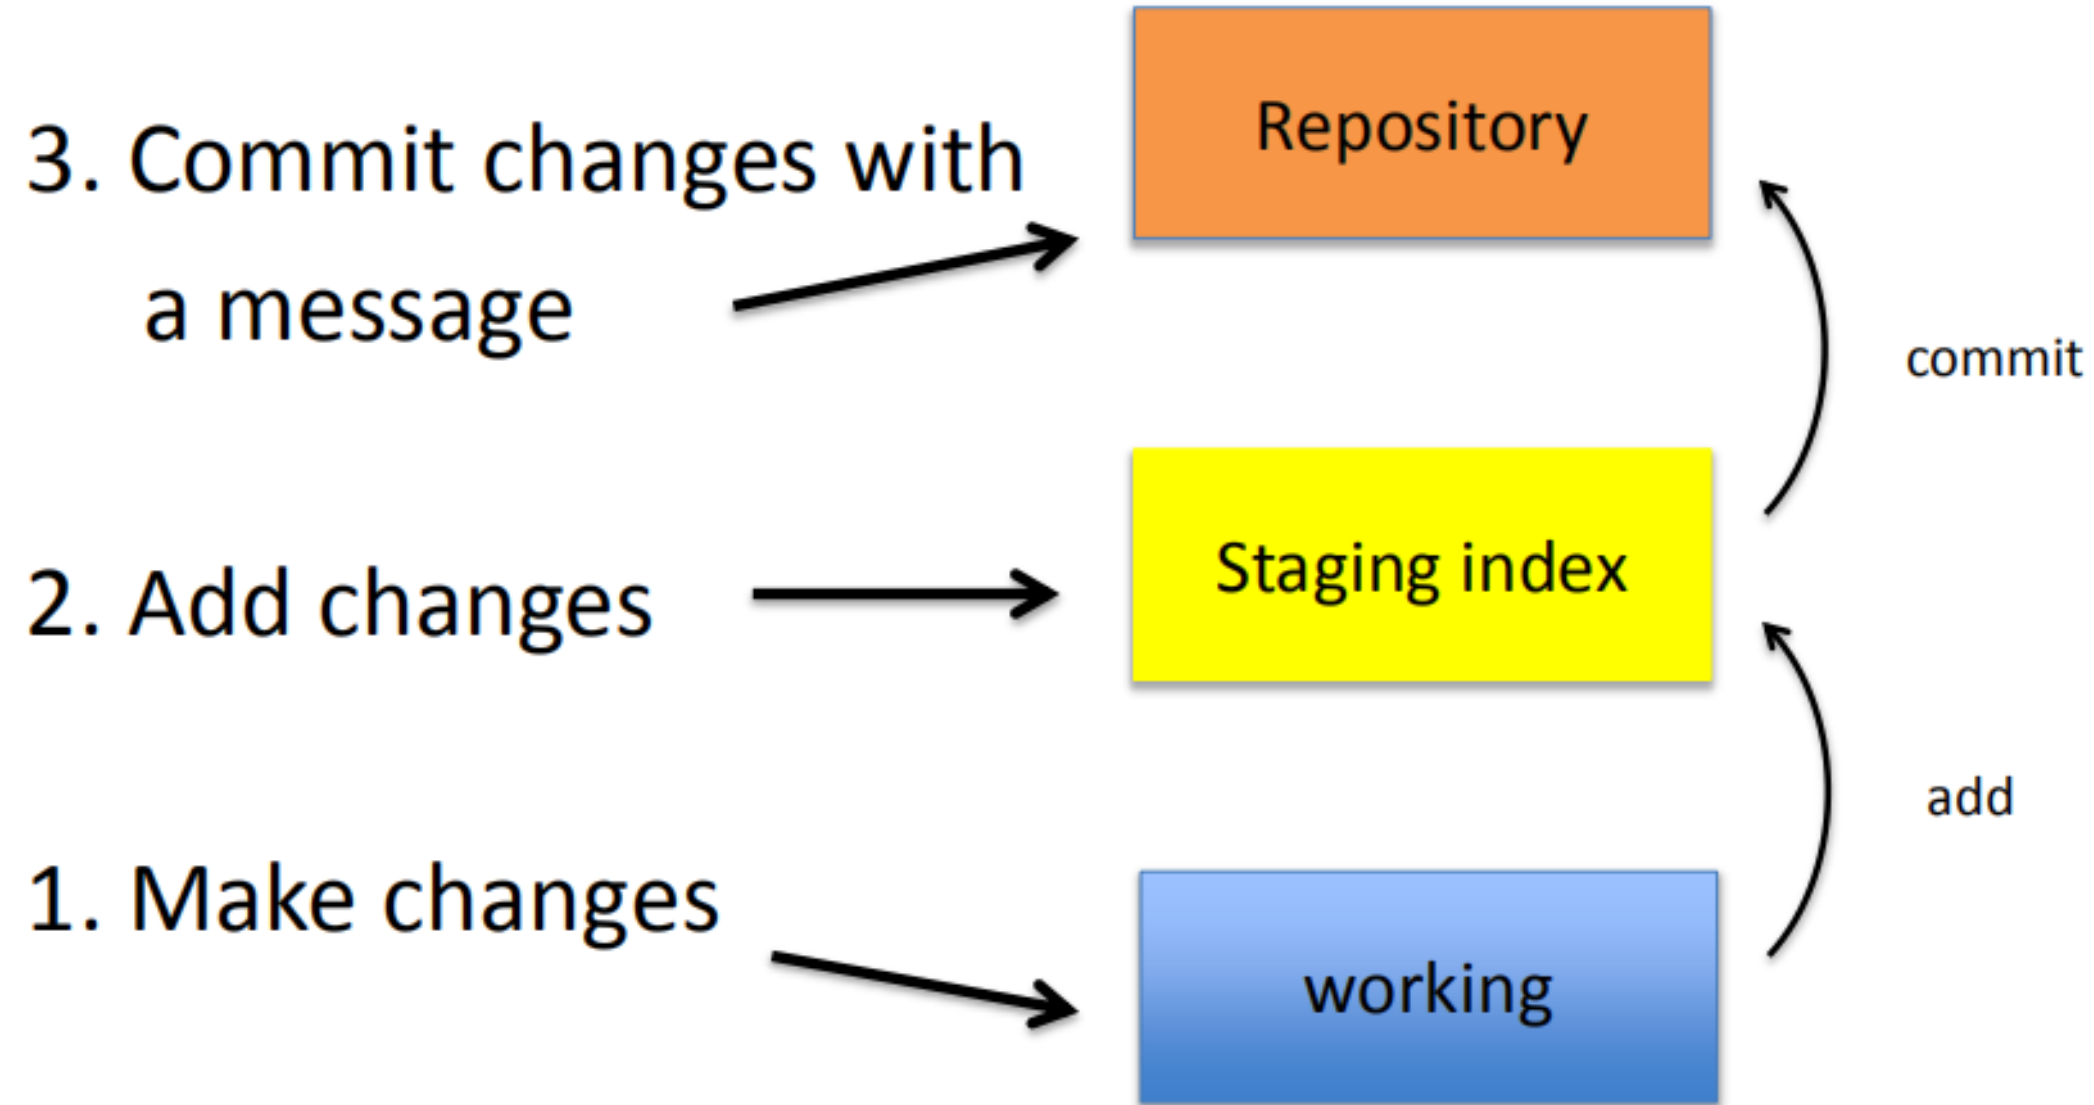 Repository
3. Commit changes with
a message
commit
Staging index
2. Add changes
add
1. Make changes
working